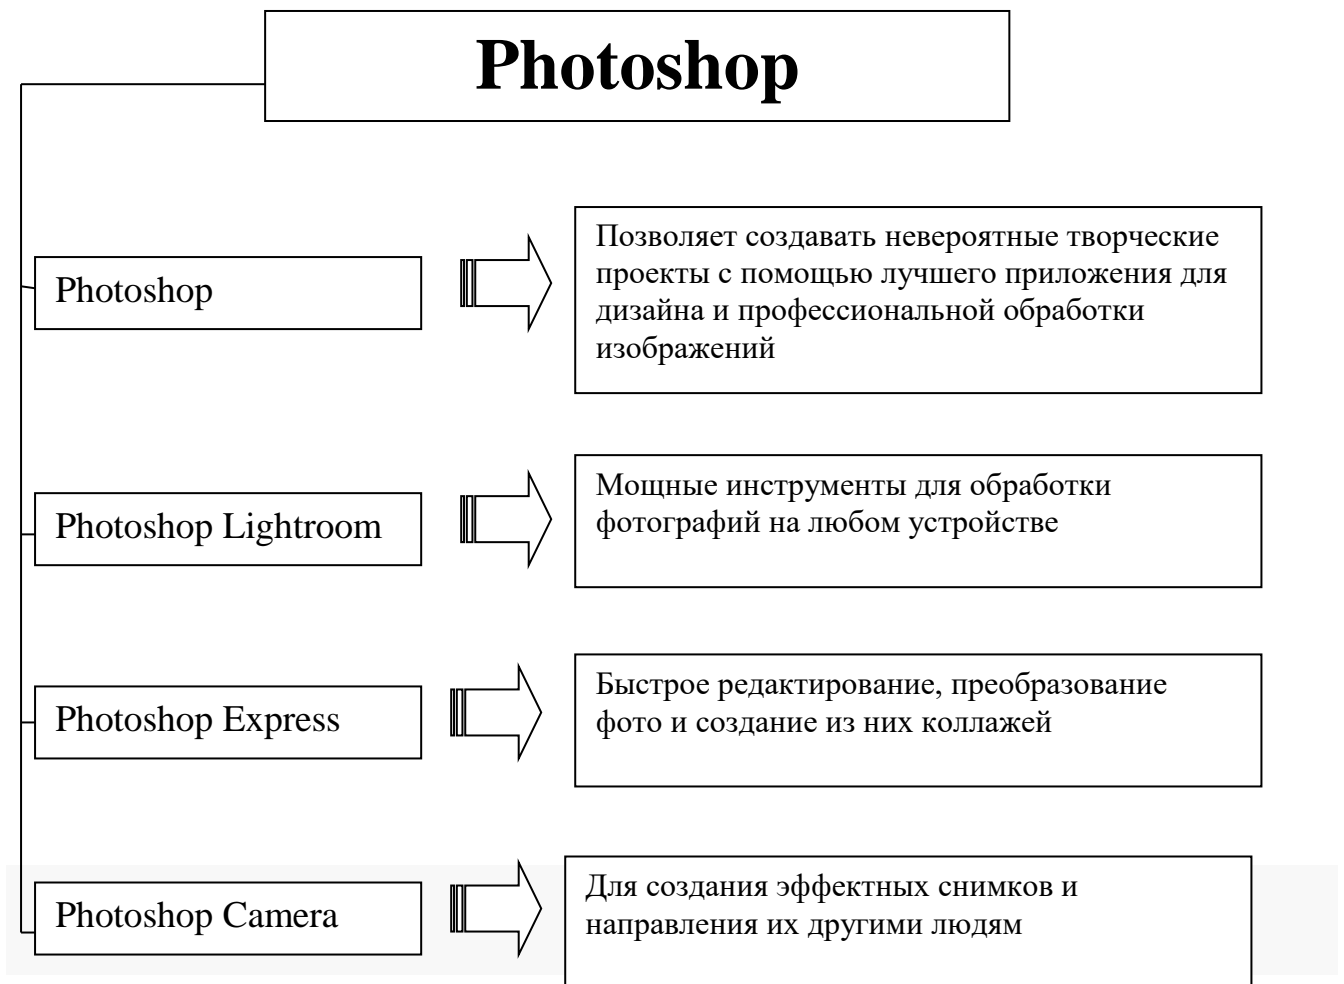 Photoshop
Photoshop
Позволяет создавать невероятные творческие
проекты с помощью лучшего приложения для
дизайна и профессиональной обработки
изображений
Photoshop Lightroom
Мощные инструменты для обработки
фотографий на любом устройстве
Photoshop Express
Быстрое редактирование, преобразование
фото и создание из них коллажей
Photoshop Camera
Для создания эффектных снимков и
направления их другими людям